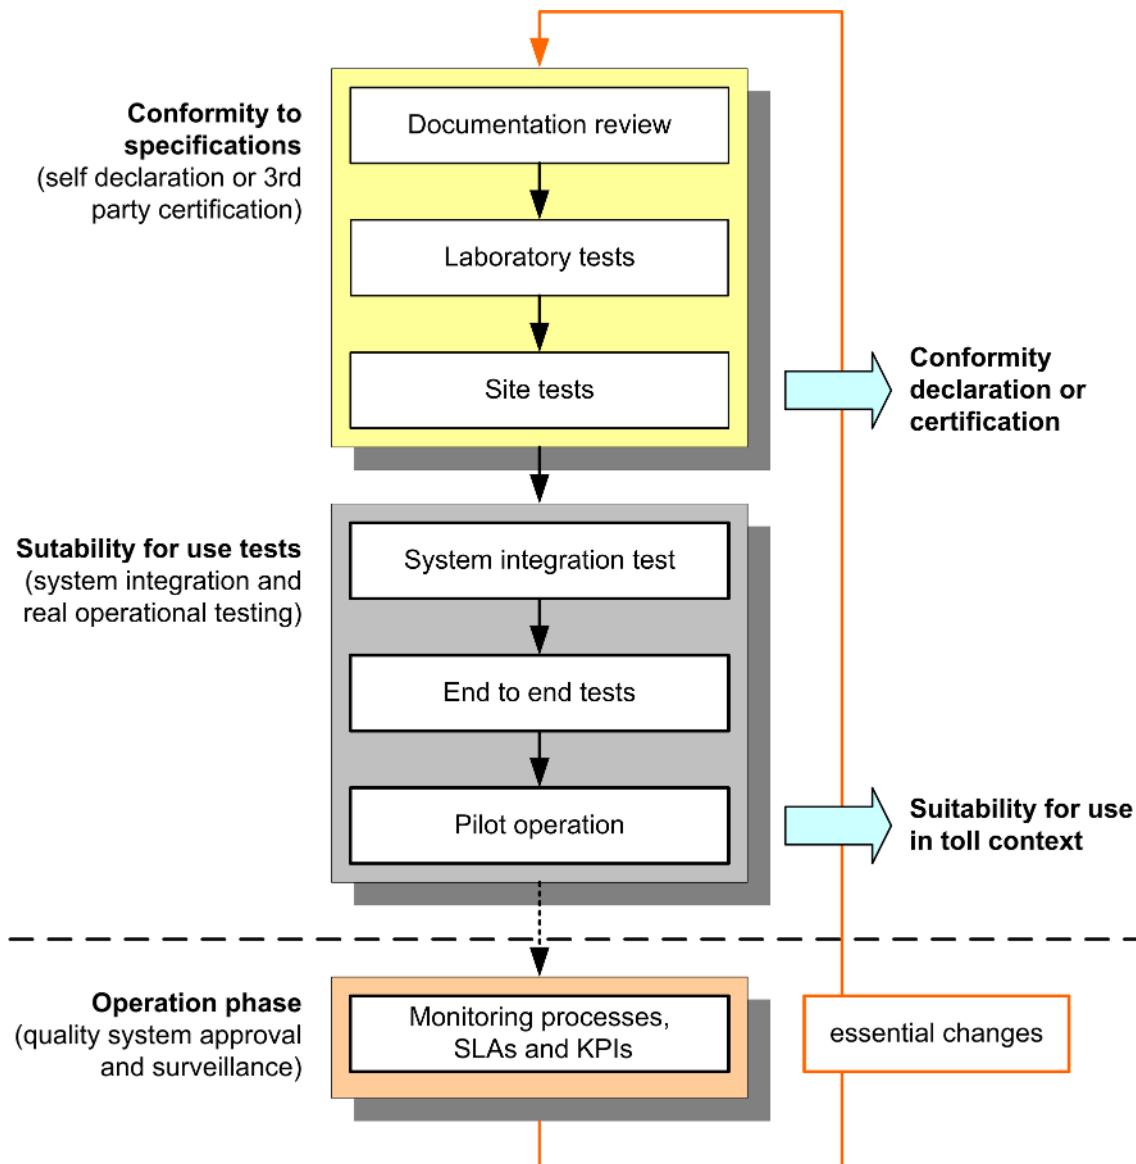 Conformity to
specifications
(self declaration or 3rd
party certification)
Documentation review
Laboratory tests
Site tests
Conformity
declaration or
certification
Sutability for use tests
(system integration and
real operational testing)
System integration test
End to end tests
Pilot operation
Suitability for use
in toll context
Operation phase
(quality system approval
and surveillance)
Monitoring processes,
SLAs and KPIs
essential changes